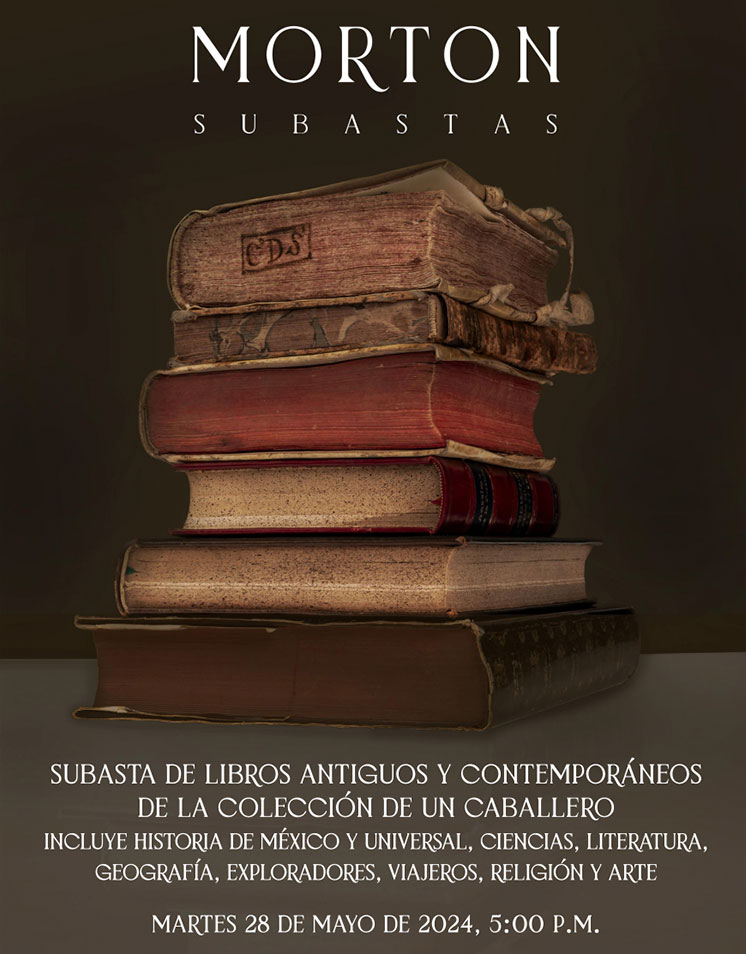 MORTON
SUBASTAS
C'DS'
SUBASTA DE LIBROS ANTIGUOS Y CONTEMPORÁNEOS
DE LA COLECCIÓN DE UN CABALLERO
INCLUYE HISTORIA DE MÉXICO Y UNIVERSAL, CIENCIAS, LITERATURA,
GEOGRAFÍA, EXPLORADORES, VIAJEROS, RELIGIÓN Y ARTE
MARTES 28 DE MAYO DE 2024, 5:00 P.M.